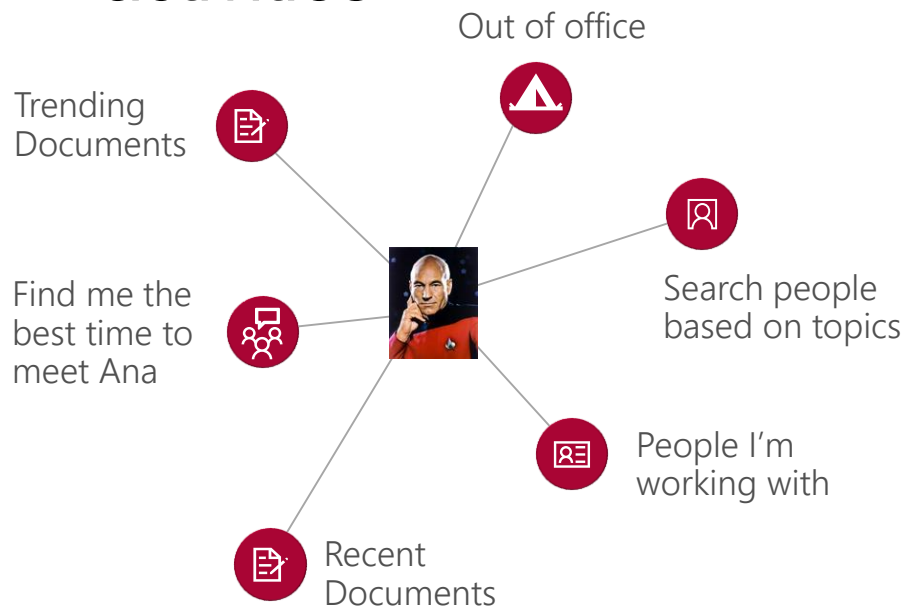 Out of office
Trending
Documents
Search people
based on topics
Find me the
best time to
meet Ana
People I’m
working with
Recent
Documents